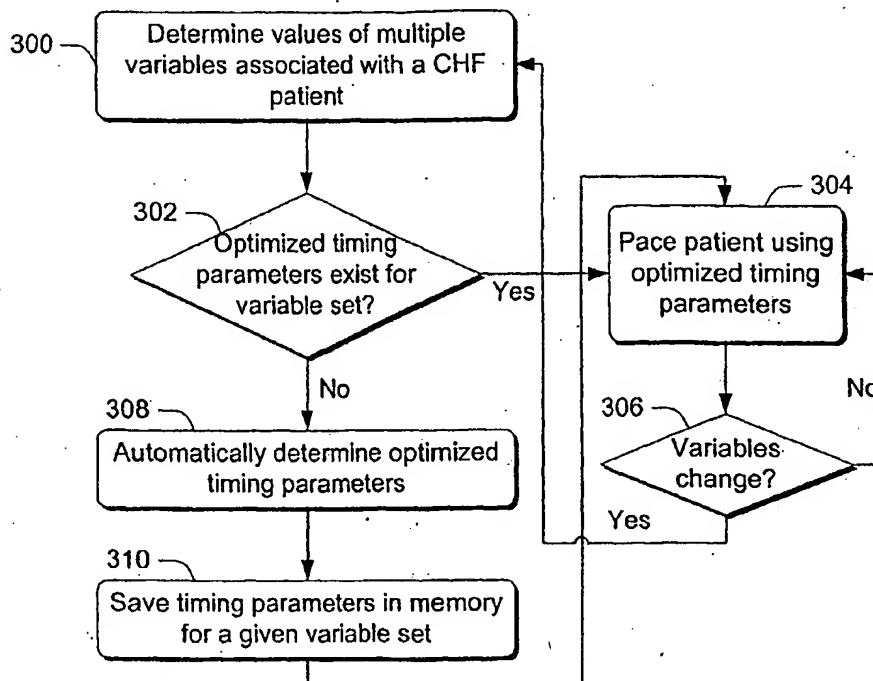 300
Determine values of multiple
variables associated with a CHF
patient
302
Optimized timing
parameters exist for
variable set?
Yes
No
304
Pace patient using
optimized timing
parameters
306
Variables
change?
No
Yes
308
Automatically determine optimized
timing parameters
310
Save timing parameters in memory
for a given variable set